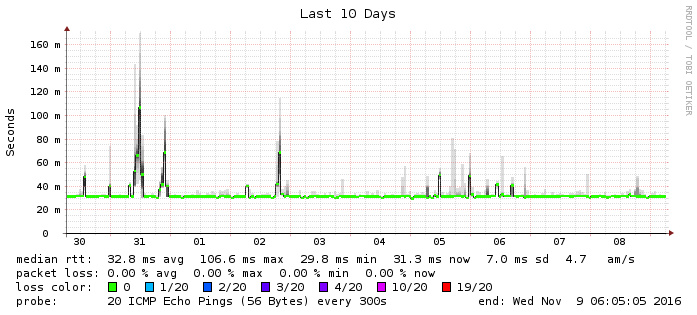 Last 10 Days
RRDTOOL / TOBI OETIKER
Seconds
160 m
140 m
120 m
100 m
80 m
60 m
40 m
20 m
0
30 31 01 02 03 04 05 06 07 08
median rtt: 32.8 ms avg 106.6 ms max 29.8 ms min 31.3 ms now 7.0 ms sd 4.7 am/s
packet loss: 0.00 % avg 0.00 % max 0.00 % min 0.00 % now
loss color: 0 1/20 2/20 3/20 4/20 10/20 19/20
probe: 20 ICMP Echo Pings (56 Bytes) every 300s end: Wed Nov 9 06:05:05 2016